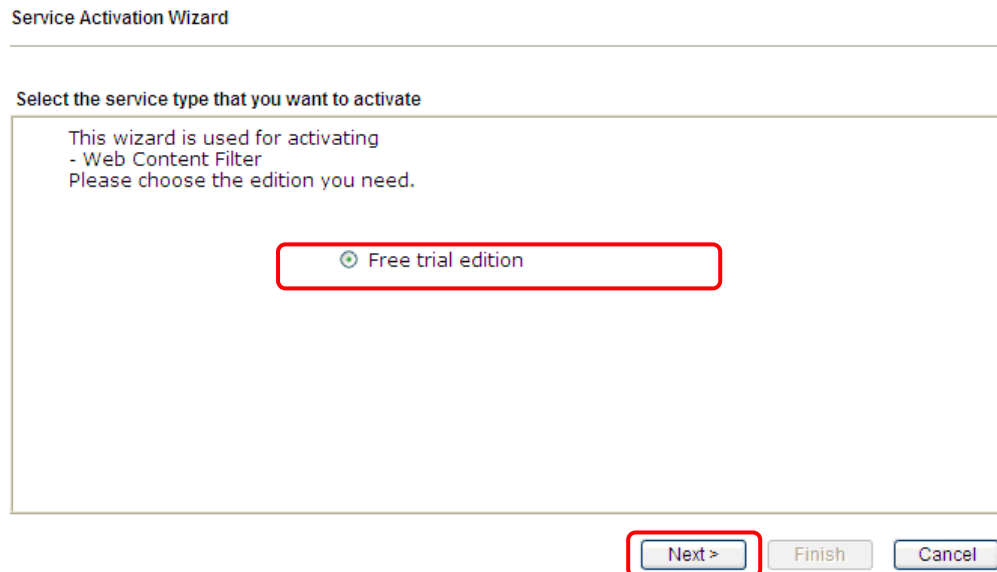 Service Activation Wizard
Select the service type that you want to activate
This wizard is used for activating
- Web Content Filter
Please choose the edition you need.
Free trial edition
Next > Finish Cancel